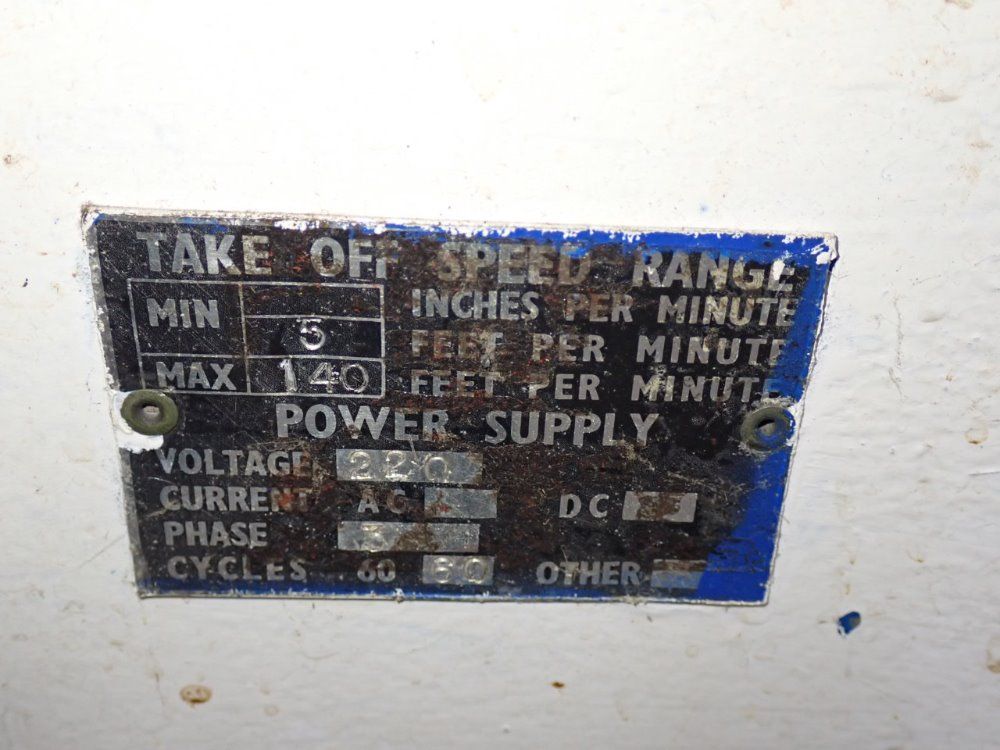 TAKE OFF SPEED RANGE
MIN INCHES PER MINUTE
5 FEET PER MINUTE
MAX 140 FEET PER MINUTE
POWER SUPPLY
VOLTAGE 220
CURRENT AC DC
PHASE 3
CYCLES 60 60 OTHER